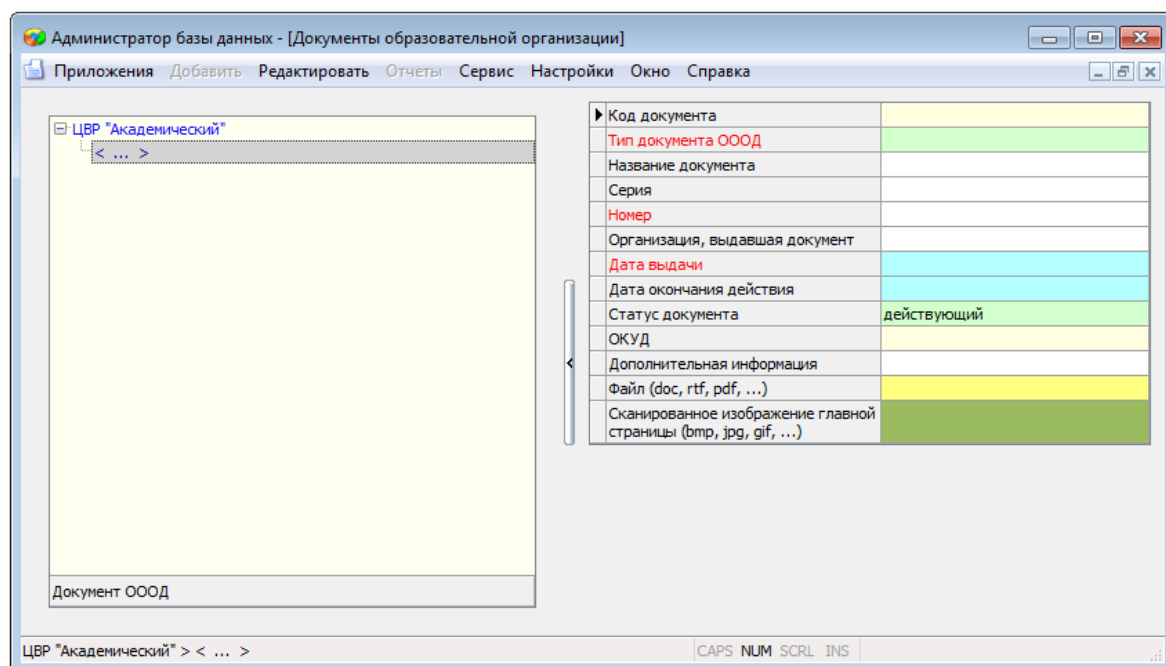 Администратор базы данных - [Документы образовательной организации]
Приложения Добавить Редактировать Отчеты Сервис Настройки Окно Справка
ЦВР "Академический"
< ... >
Документ ОООД
Код документа
Тип документа ОООД
Название документа
Серия
Номер
Организация, выдавшая документ
Дата выдачи
Дата окончания действия
Статус документа действующий
ОКУД
Дополнительная информация
Файл (doc, rtf, pdf, ...)
Сканированное изображение главной
страницы (bmp, jpg, gif, ...)
ЦВР "Академический" > < ... > CAPS NUM SCRL INS